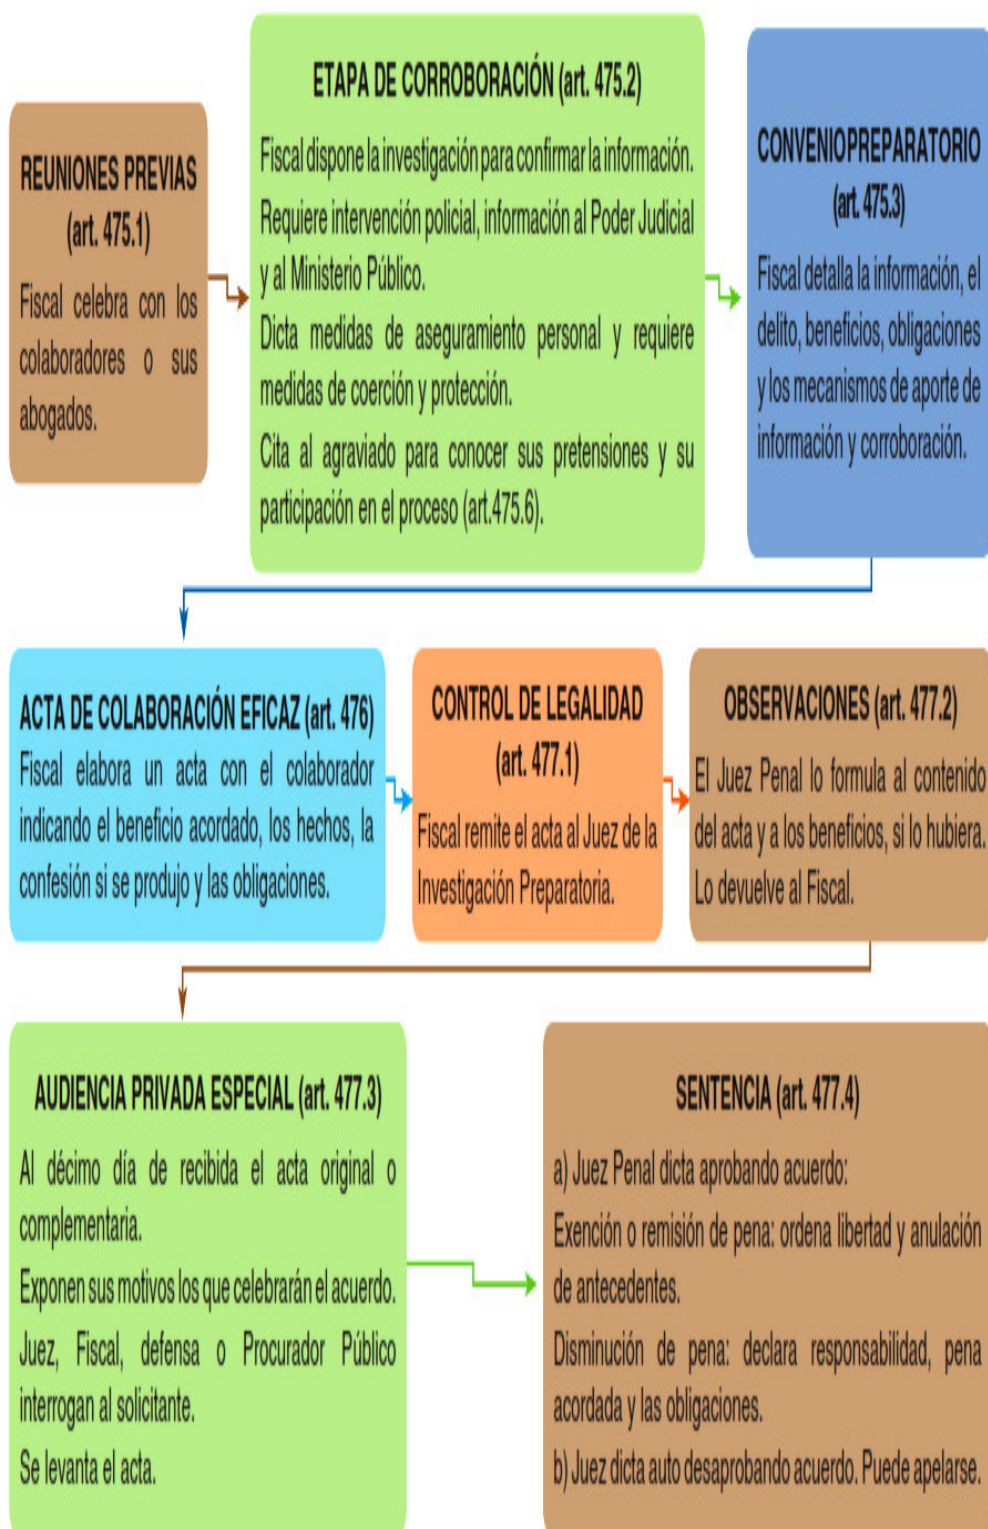 REUNIONES PREVIAS
(art. 475.1)
Fiscal celebra con los
colaboradores o sus
abogados.
ETAPA DE CORROBORACIÓN (art. 475.2)
Fiscal dispone la investigación para confirmar la información.
Requiere intervención policial, información al Poder Judicial
y al Ministerio Público.
Dicta medidas de aseguramiento personal y requiere
medidas de coerción y protección.
Cita al agraviado para conocer sus pretensiones y su
participación en el proceso (art.475.6).
CONVENIOPREPARATORIO
(art. 475.3)
Fiscal detalla la información, el
delito, beneficios, obligaciones
y los mecanismos de aporte de
información y corroboración.
ACTA DE COLABORACIÓN EFICAZ (art. 476)
Fiscal elabora un acta con el colaborador
indicando el beneficio acordado, los hechos, la
confesión si se produjo y las obligaciones.
CONTROL DE LEGALIDAD
(art. 477.1)
Fiscal remite el acta al Juez de la
Investigación Preparatoria.
OBSERVACIONES (art. 477.2)
El Juez Penal lo formula al contenido
del acta y a los beneficios, si lo hubiera.
Lo devuelve al Fiscal.
AUDIENCIA PRIVADA ESPECIAL (art. 477.3)
Al décimo día de recibida el acta original o
complementaria.
Exponen sus motivos los que celebrarán el acuerdo.
Juez, Fiscal, defensa o Procurador Público
interrogan al solicitante.
Se levanta el acta.
SENTENCIA (art. 477.4)
a) Juez Penal dicta aprobando acuerdo:
Exención o remisión de pena: ordena libertad y anulación
de antecedentes.
Disminución de pena: declara responsabilidad, pena
acordada y las obligaciones.
b) Juez dicta auto desaprobando acuerdo. Puede apelarse.